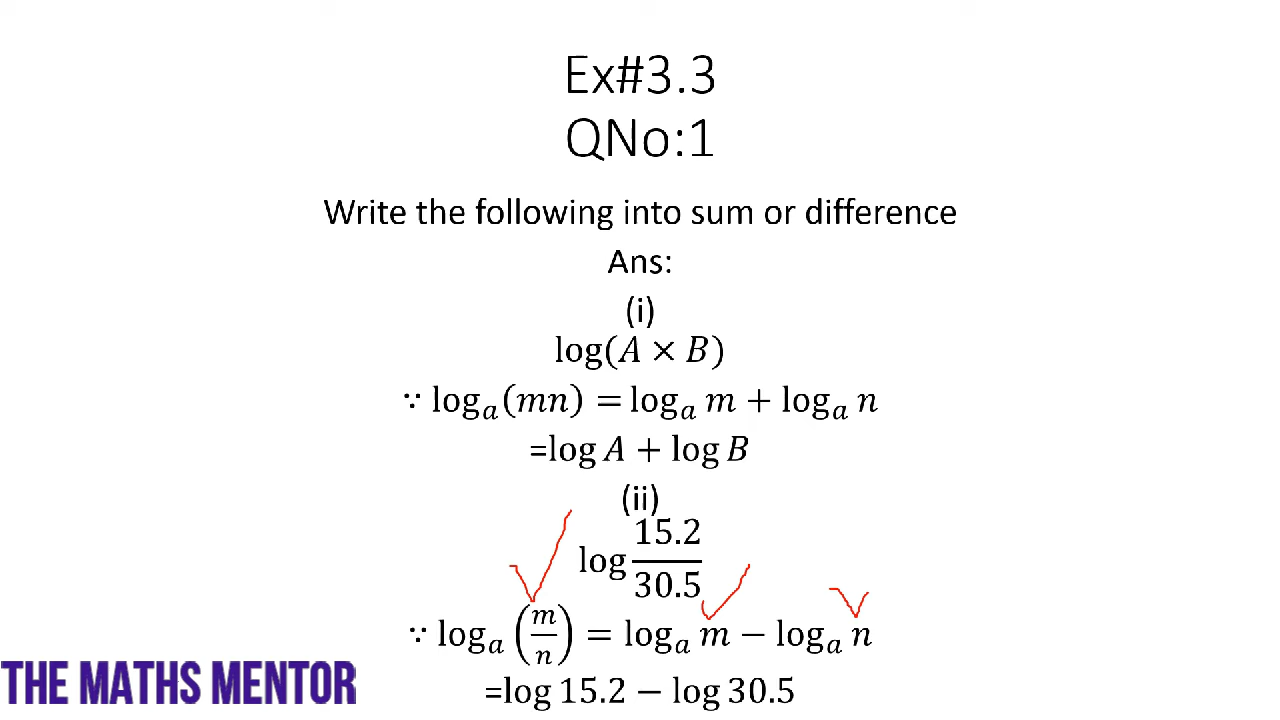 Ex#3.3
QNo:1
Write the following into sum or difference
Ans:
(i)
log(A × B)
∵ logₐ(mn) = logₐ m + logₐ n
=log A + log B
(ii)
log 15.2/30.5
∵ logₐ (m/n) = logₐ m − logₐ n
=log 15.2 − log 30.5
THE MATHS MENTOR